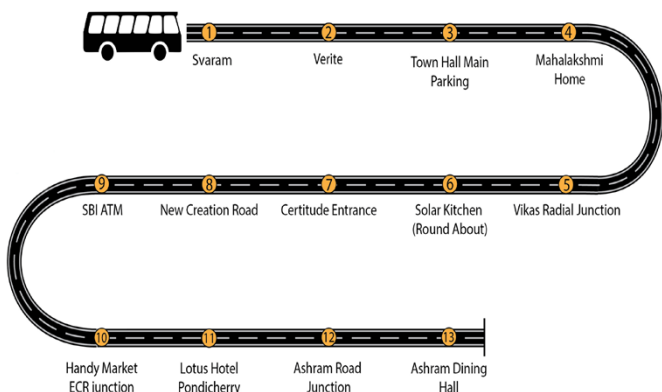 1
2
3
4
Svaram
Verite
Town Hall Main
Parking
Mahalakshmi
Home
9
8
7
6
5
SBI ATM
New Creation Road
Certitude Entrance
Solar Kitchen
(Round About)
Vikas Radial Junction
10
11
12
13
Handy Market
ECR junction
Lotus Hotel
Pondicherry
Ashram Road
Junction
Ashram Dining
Hall